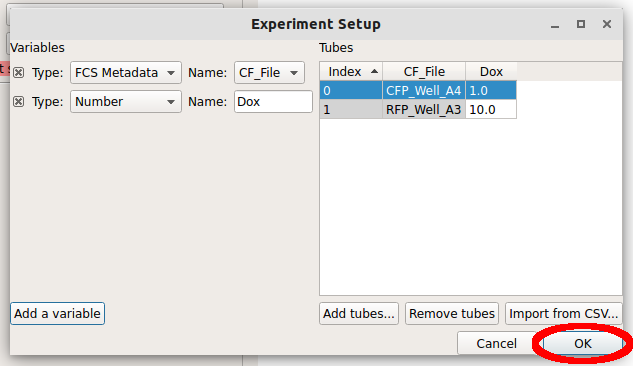 Experiment Setup
Variables
Type: FCS Metadata Name: CF_File
Type: Number Name: Dox
Add a variable
Tubes
Index CF_File Dox
0 CFP_Well_A4 1.0
1 RFP_Well_A3 10.0
Add tubes... Remove tubes Import from CSV...
Cancel OK